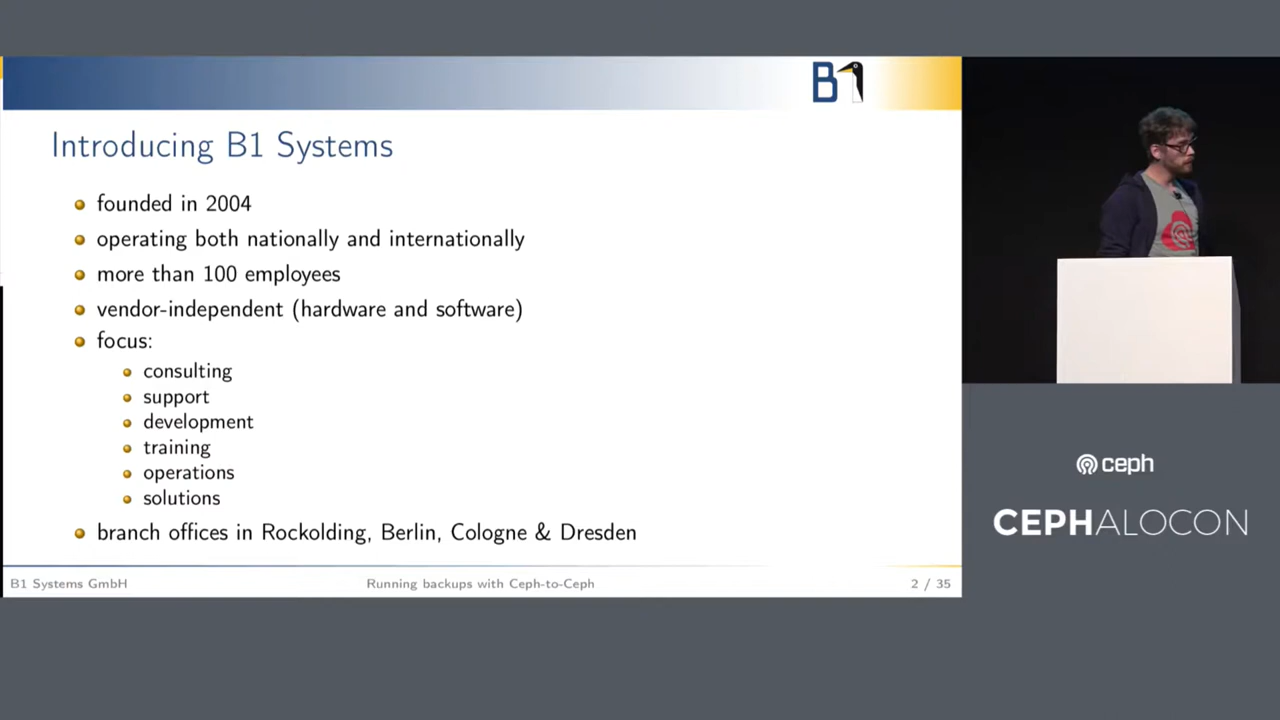 B1
Introducing B1 Systems
founded in 2004
operating both nationally and internationally
more than 100 employees
vendor-independent (hardware and software)
focus:
consulting
support
development
training
operations
solutions
branch offices in Rockolding, Berlin, Cologne & Dresden
B1 Systems GmbH
Running backups with Ceph-to-Ceph
2 / 35
ceph
CEPHALOCON